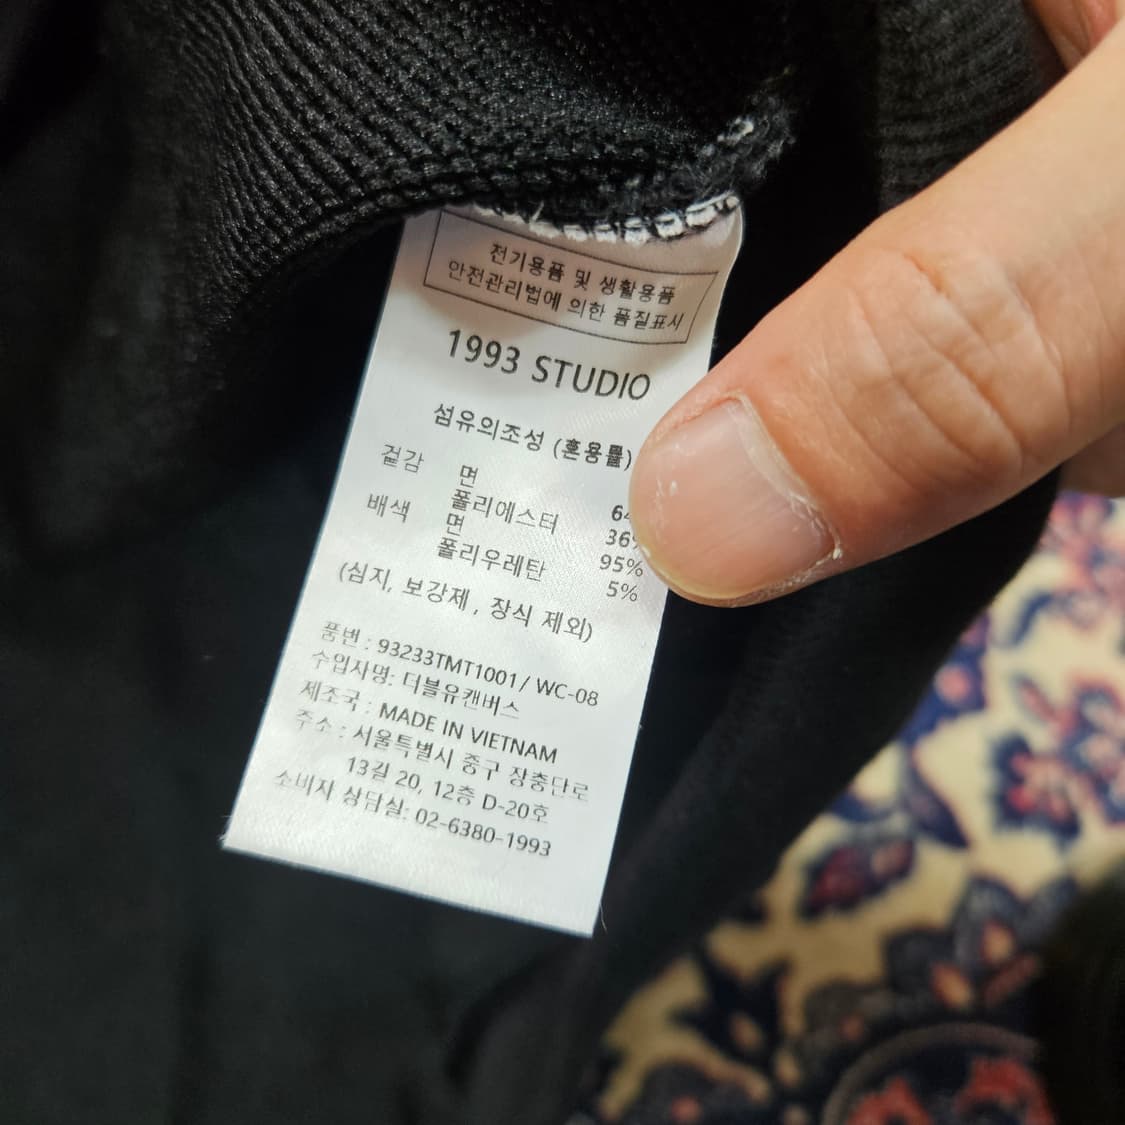 전기용품 및 생활용품
안전관리법에 의한 품질표시
1993 STUDIO
섬유의조성 (혼용률)
겉감 면 6
폴리에스터 36%
배색 면 95%
폴리우레탄 5%
(심지, 보강제, 장식 제외)
품번 : 93233TMT1001 / WC-08
수입자명: 더블유캔버스
제조국 : MADE IN VIETNAM
주소 : 서울특별시 중구 장충단로
13길 20, 12층 D-20호
소비자 상담실: 02-6380-1993